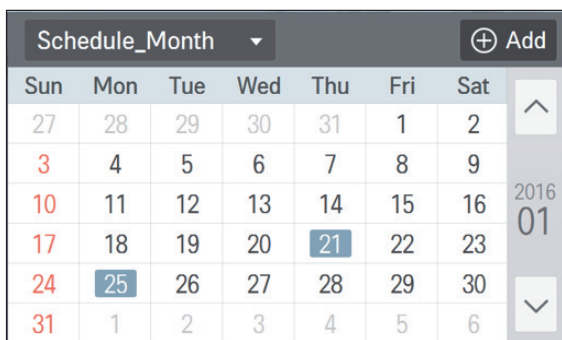 Schedule_Month Add
Sun Mon Tue Wed Thu Fri Sat
27 28 29 30 31 1 2
3 4 5 6 7 8 9
10 11 12 13 14 15 16
2016
01
17 18 19 20 21 22 23
24 25 26 27 28 29 30
31 1 2 3 4 5 6